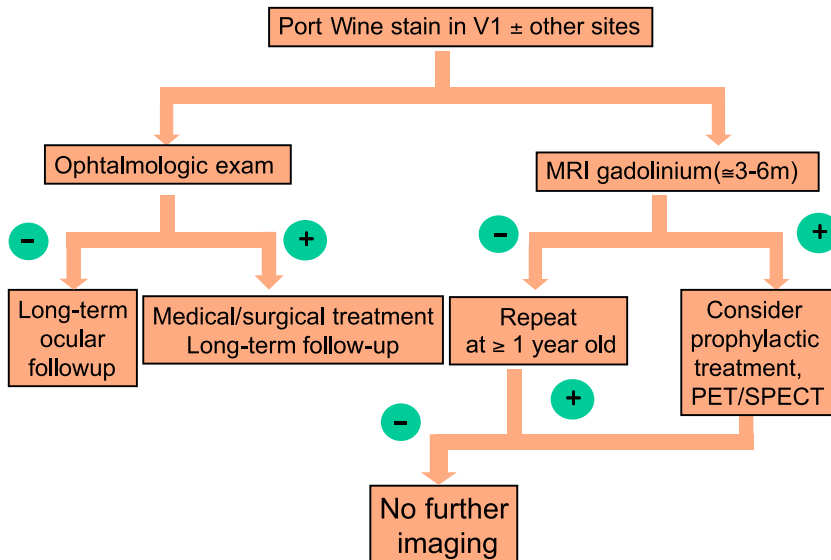 Port Wine stain in V1 ± other sites
Ophtalmologic exam
MRI gadolinium(≅3-6m)
−
+
−
+
Long-term
ocular
followup
Medical/surgical treatment
Long-term follow-up
Repeat
at ≥ 1 year old
Consider
prophylactic
treatment,
PET/SPECT
−
+
No further
imaging